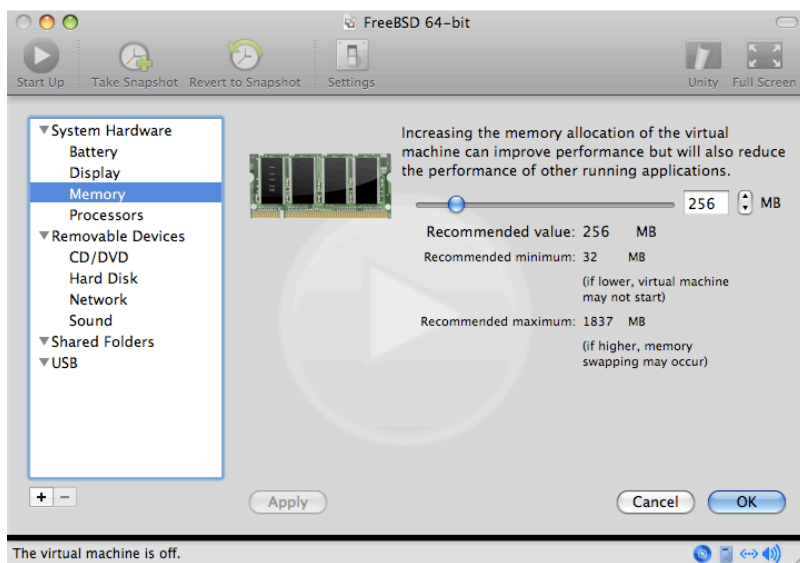 FreeBSD 64-bit
Start Up
Take Snapshot
Revert to Snapshot
Settings
Unity
Full Screen
System Hardware
Battery
Display
Memory
Processors
Removable Devices
CD/DVD
Hard Disk
Network
Sound
Shared Folders
USB
+ −
Increasing the memory allocation of the virtual
machine can improve performance but will also reduce
the performance of other running applications.
256 MB
Recommended value: 256 MB
Recommended minimum: 32 MB
(if lower, virtual machine
may not start)
Recommended maximum: 1837 MB
(if higher, memory
swapping may occur)
Apply
Cancel
OK
The virtual machine is off.